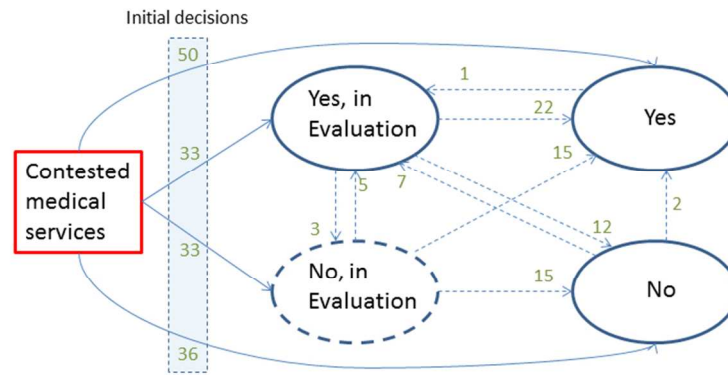 Initial decisions
50
1
Yes, in
Evaluation
22
Yes
33
15
Contested
medical
services
5
7
3
12
2
33
No, in
Evaluation
15
No
36